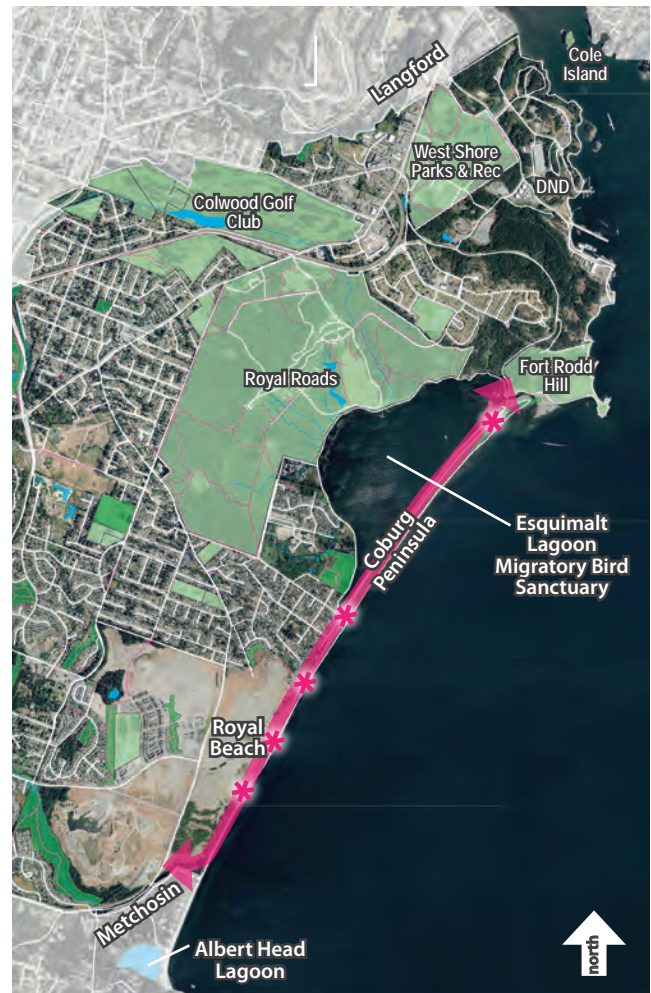 Cole
Island
Langford
West Shore
Parks & Rec
DND
Colwood Golf
Club
Fort Rodd
Hill
Royal Roads
Esquimalt
Lagoon
Migratory Bird
Sanctuary
Coburg
Peninsula
Royal
Beach
Metchosin
Albert Head
Lagoon
north